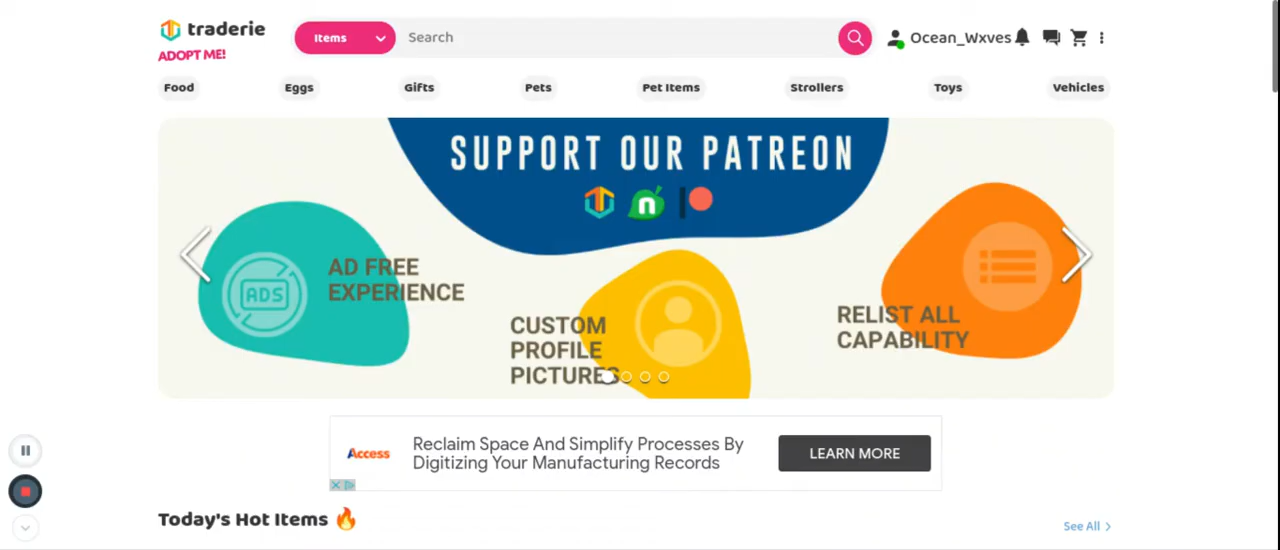 traderie
ADOPT ME!
Items
Search
Ocean_Wxves
Food
Eggs
Gifts
Pets
Pet Items
Strollers
Toys
Vehicles
SUPPORT OUR PATREON
n
ADS
AD FREE
EXPERIENCE
CUSTOM
PROFILE
PICTURES
RELIST ALL
CAPABILITY
Access
Reclaim Space And Simplify Processes By
Digitizing Your Manufacturing Records
LEARN MORE
Today's Hot Items 🔥
See All